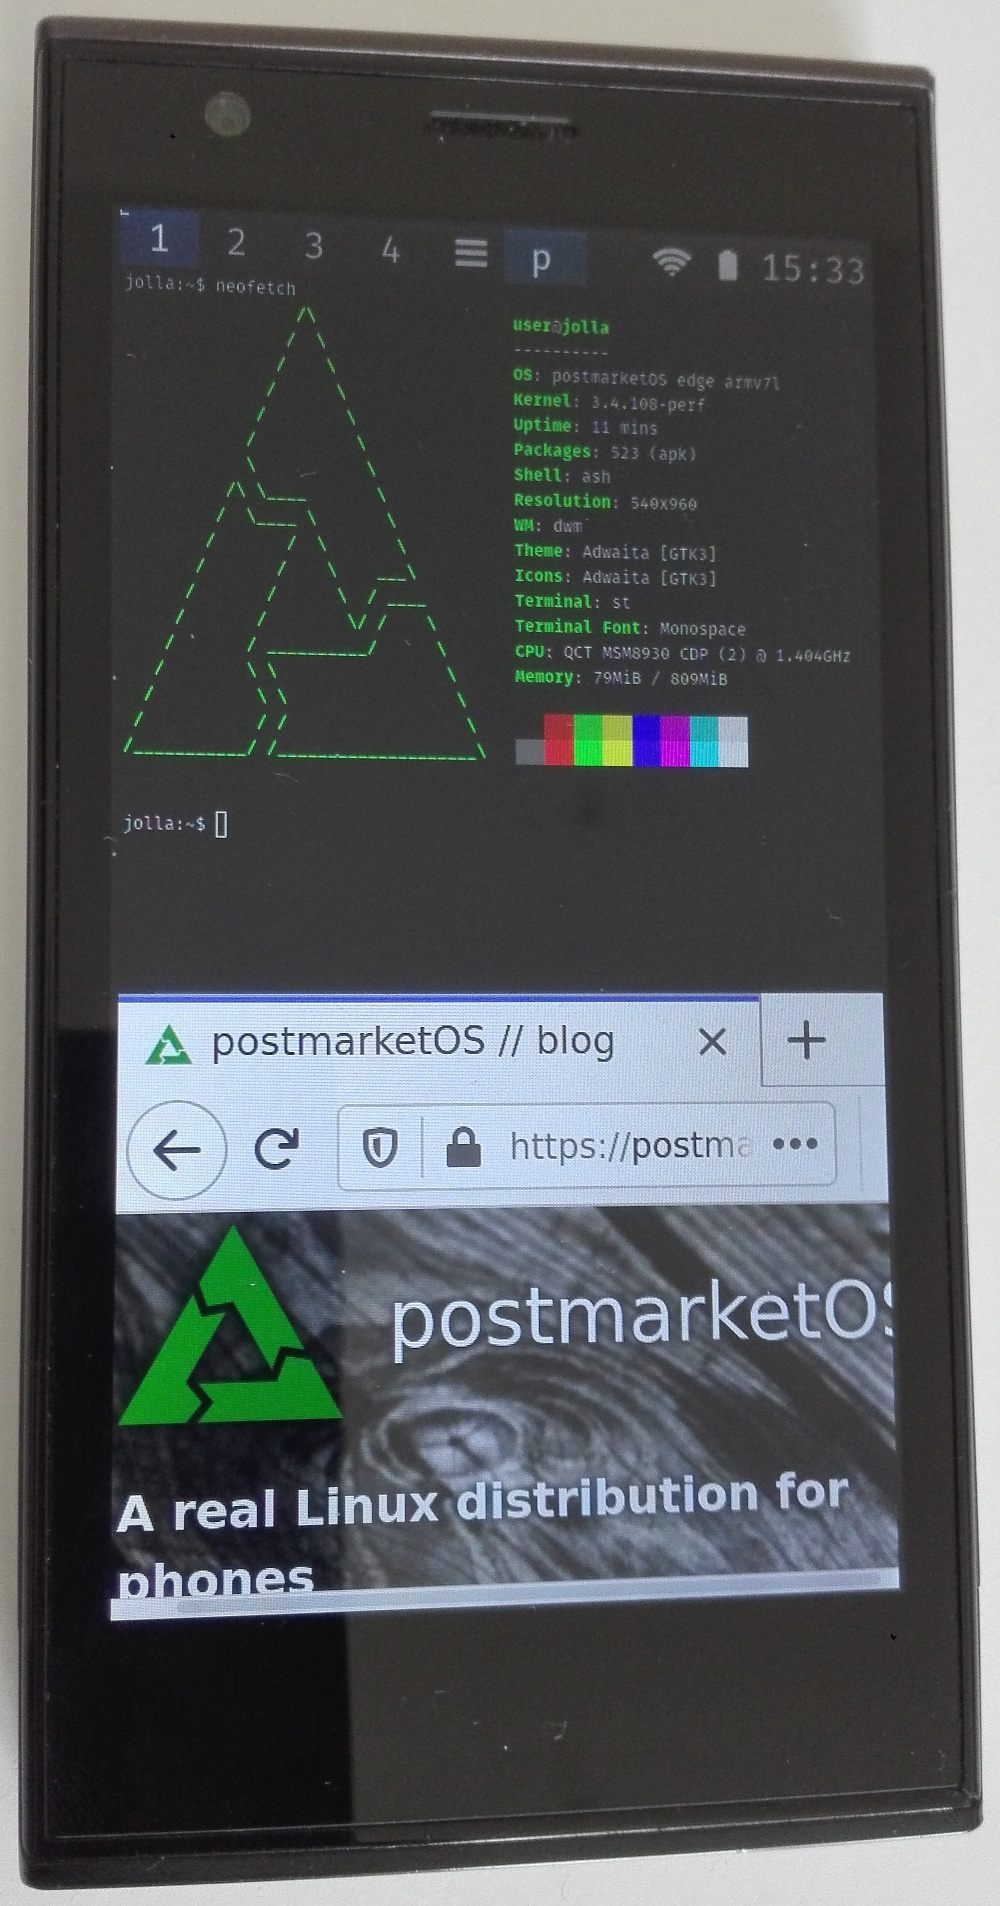 1 2 3 4 p 15:33
jolla:~$ neofetch
user@jolla
----------
OS: postmarketOS edge armv7l
Kernel: 3.4.108-perf
Uptime: 11 mins
Packages: 523 (apk)
Shell: ash
Resolution: 540x960
WM: dwm
Theme: Adwaita [GTK3]
Icons: Adwaita [GTK3]
Terminal: st
Terminal Font: Monospace
CPU: QCT MSM8930 CDP (2) @ 1.404GHz
Memory: 79MiB / 809MiB
jolla:~$
postmarketOS // blog
https://postma
postmarketOS
A real Linux distribution for
phones